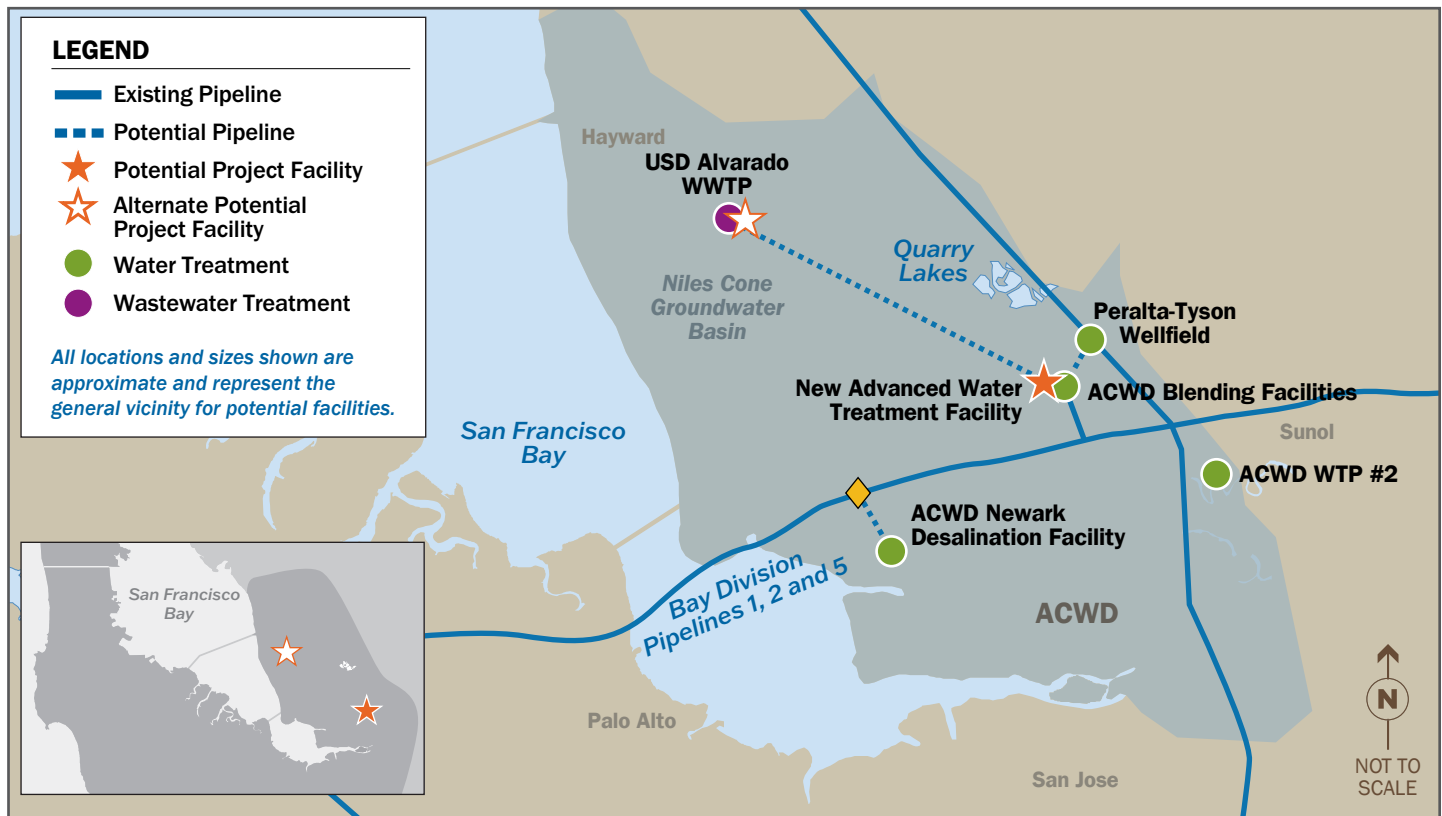 LEGEND
Existing Pipeline
Potential Pipeline
Potential Project Facility
Alternate Potential
Project Facility
Water Treatment
Wastewater Treatment
All locations and sizes shown are
approximate and represent the
general vicinity for potential facilities.
Hayward
USD Alvarado
WWTP
Quarry
Lakes
Niles Cone
Groundwater
Basin
Peralta-Tyson
Wellfield
New Advanced Water
Treatment Facility
ACWD Blending Facilities
San Francisco
Bay
Sunol
ACWD WTP #2
ACWD Newark
Desalination Facility
Bay Division
Pipelines 1, 2 and 5
ACWD
San Francisco
Bay
Palo Alto
San Jose
N
NOT TO
SCALE